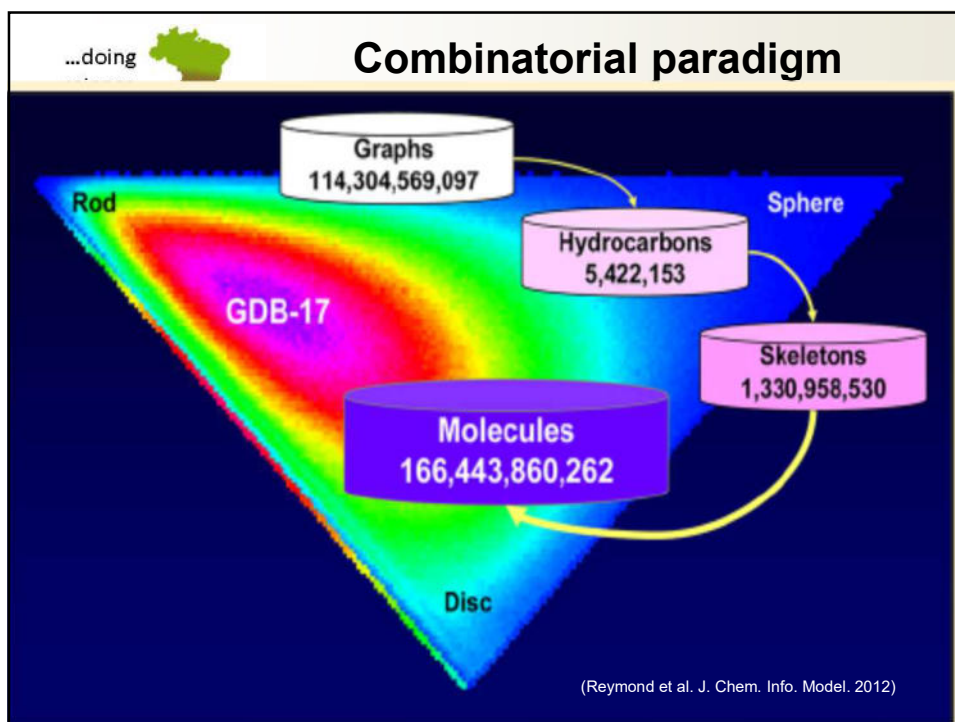 ...doing
Combinatorial paradigm
Graphs
114,304,569,097
Rod
Sphere
Hydrocarbons
5,422,153
GDB-17
Skeletons
1,330,958,530
Molecules
166,443,860,262
Disc
(Reymond et al. J. Chem. Info. Model. 2012)